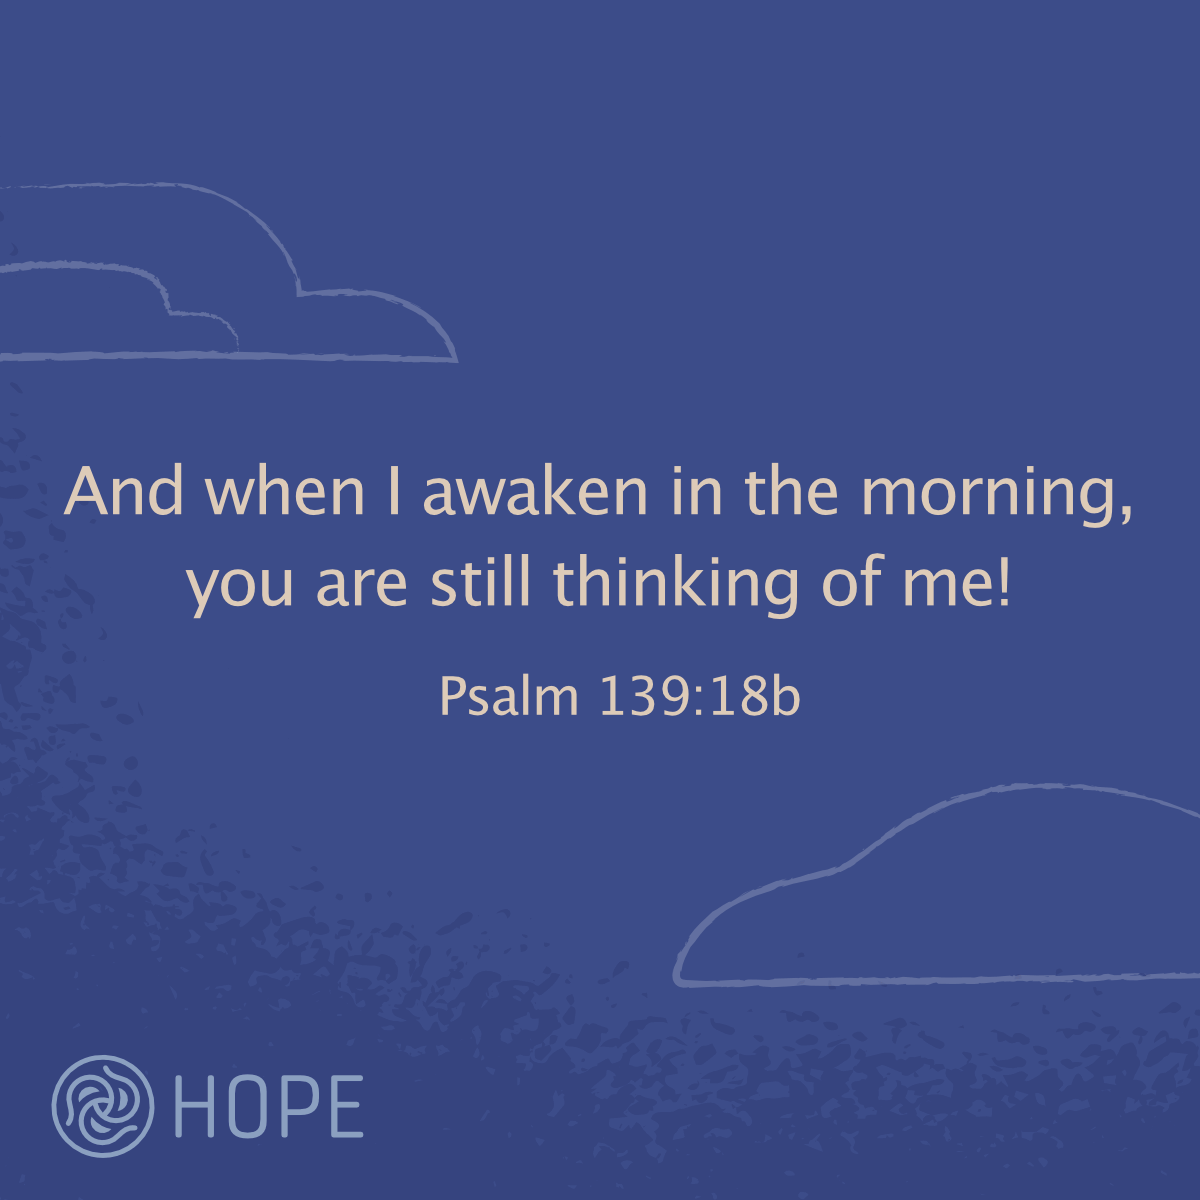 And when I awaken in the morning,
you are still thinking of me!
Psalm 139:18b
HOPE